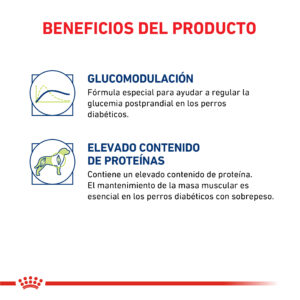 BENEFICIOS DEL PRODUCTO
GLUCOMODULACIÓN
Fórmula especial para ayudar a regular la
glucemia postprandial en los perros
diabéticos.
ELEVADO CONTENIDO
DE PROTEÍNAS
Contiene un elevado contenido de proteína.
El mantenimiento de la masa muscular es
esencial en los perros diabéticos con sobrepeso.